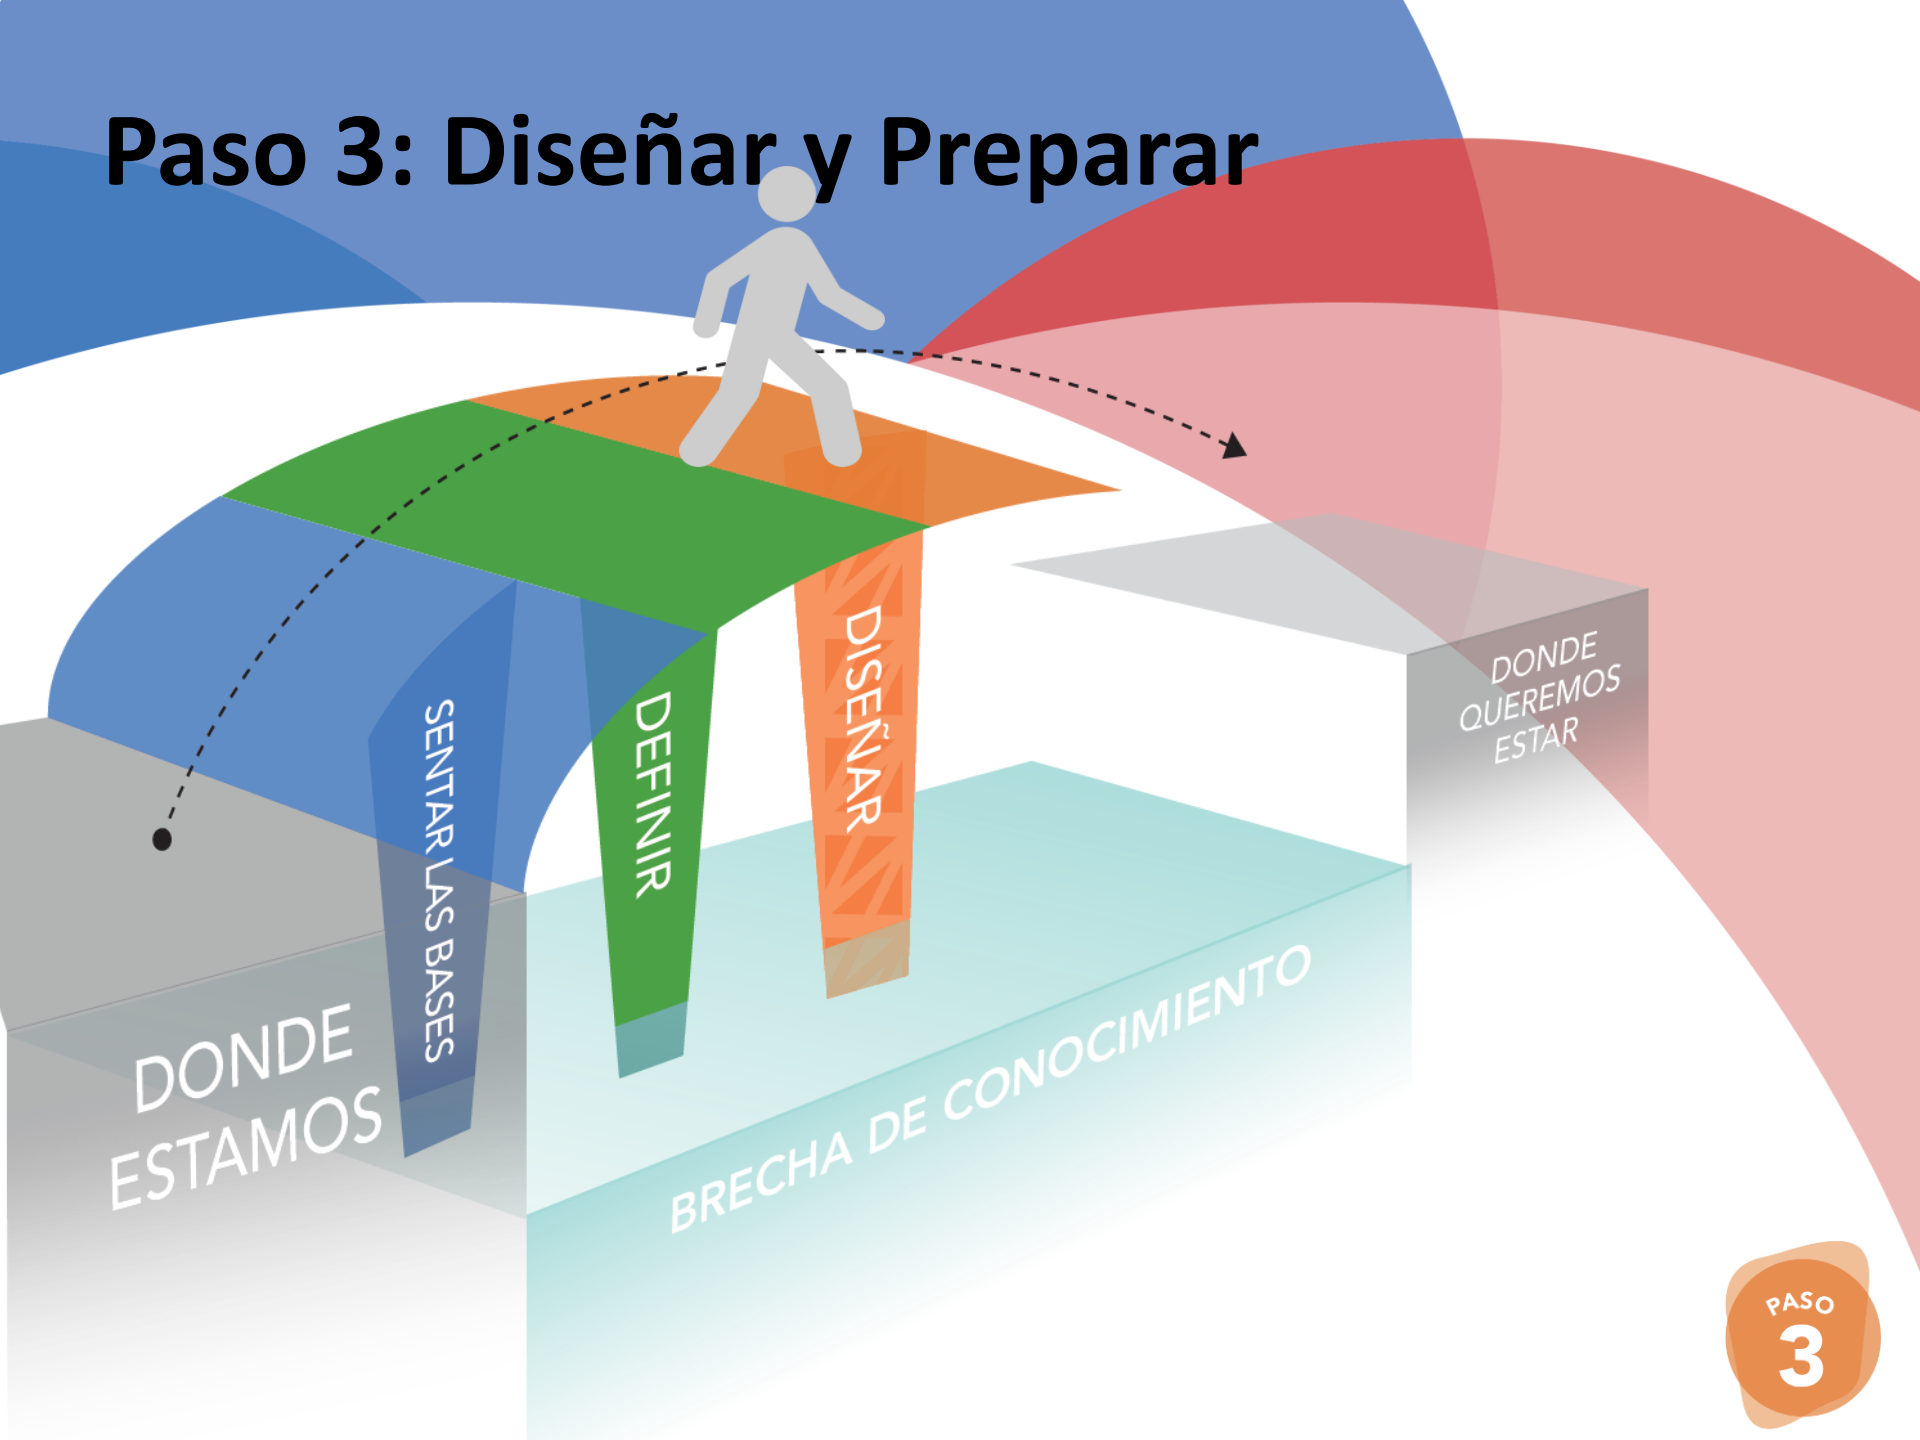 Paso 3: Diseñar y Preparar
SENTAR LAS BASES
DEFINIR
DISEÑAR
DONDE
QUEREMOS
ESTAR
DONDE
ESTAMOS
BRECHA DE CONOCIMIENTO
PASO
3